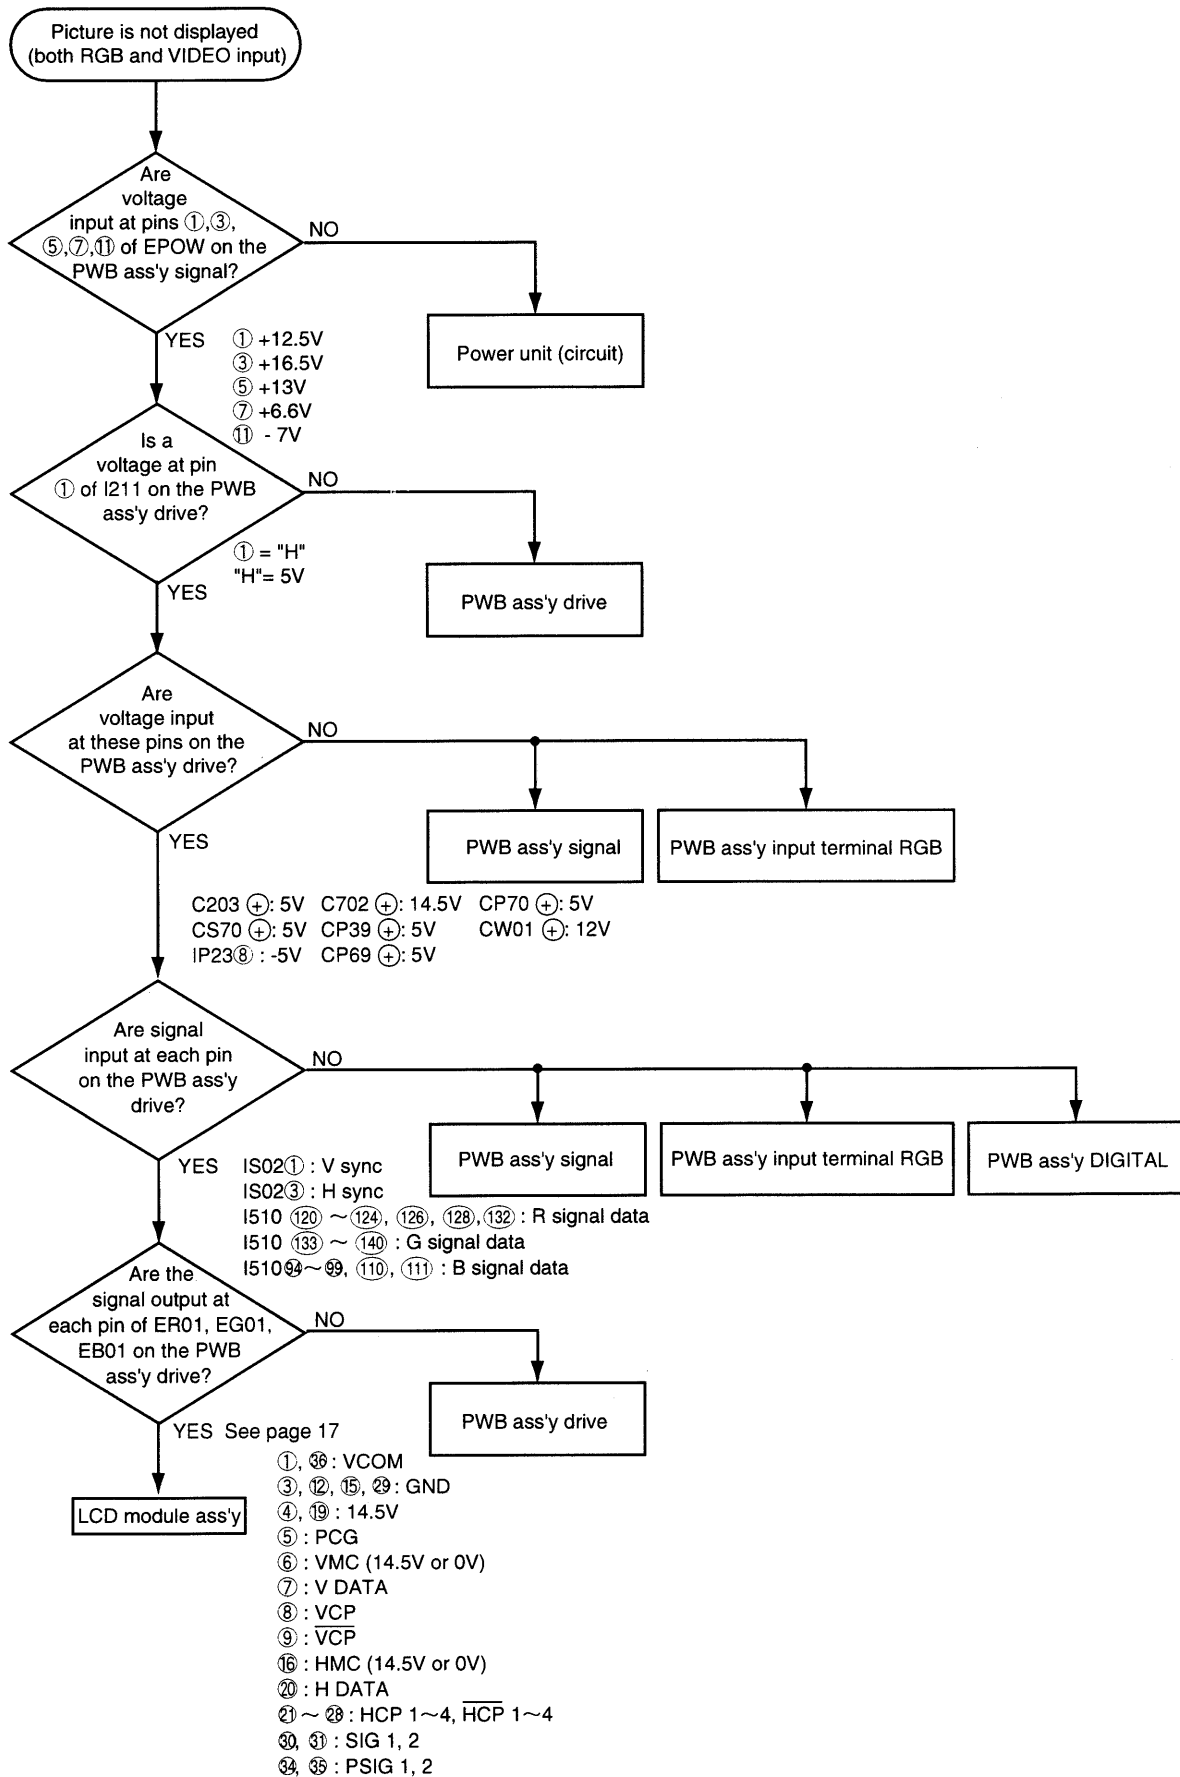 Picture is not displayed
(both RGB and VIDEO input)
Are
voltage
input at pins ①,③,
⑤,⑦,⑪ of EPOW on the
PWB ass'y signal?
NO
Power unit (circuit)
YES
① +12.5V
③ +16.5V
⑤ +13V
⑦ +6.6V
⑪ - 7V
Is a
voltage at pin
① of I211 on the PWB
ass'y drive?
NO
PWB ass'y drive
① = "H"
"H"= 5V
YES
Are
voltage input
at these pins on the
PWB ass'y drive?
NO
PWB ass'y signal
PWB ass'y input terminal RGB
YES
C203 ⊕: 5V C702 ⊕: 14.5V CP70 ⊕: 5V
CS70 ⊕: 5V CP39 ⊕: 5V CW01 ⊕: 12V
IP23⑧ : -5V CP69 ⊕: 5V
Are signal
input at each pin
on the PWB ass'y
drive?
NO
PWB ass'y signal
PWB ass'y input terminal RGB
PWB ass'y DIGITAL
YES
IS02① : V sync
IS02③ : H sync
I510 (120) ～(124), (126), (128),(132) : R signal data
I510 (133) ～ (140) : G signal data
I510(94)～(99), (110), (111) : B signal data
Are the
signal output at
each pin of ER01, EG01,
EB01 on the PWB
ass'y drive?
NO
PWB ass'y drive
YES See page 17
LCD module ass'y
①, ㊱ : VCOM
③, ⑫, ⑮, ㉙ : GND
④, ⑲ : 14.5V
⑤ : PCG
⑥ : VMC (14.5V or 0V)
⑦ : V DATA
⑧ : VCP
⑨ : V̅C̅P̅
⑯ : HMC (14.5V or 0V)
⑳ : H DATA
㉑ ～ ㉘ : HCP 1～4, H̅C̅P̅ 1～4
㉚, ㉛ : SIG 1, 2
㉞, ㉟ : PSIG 1, 2